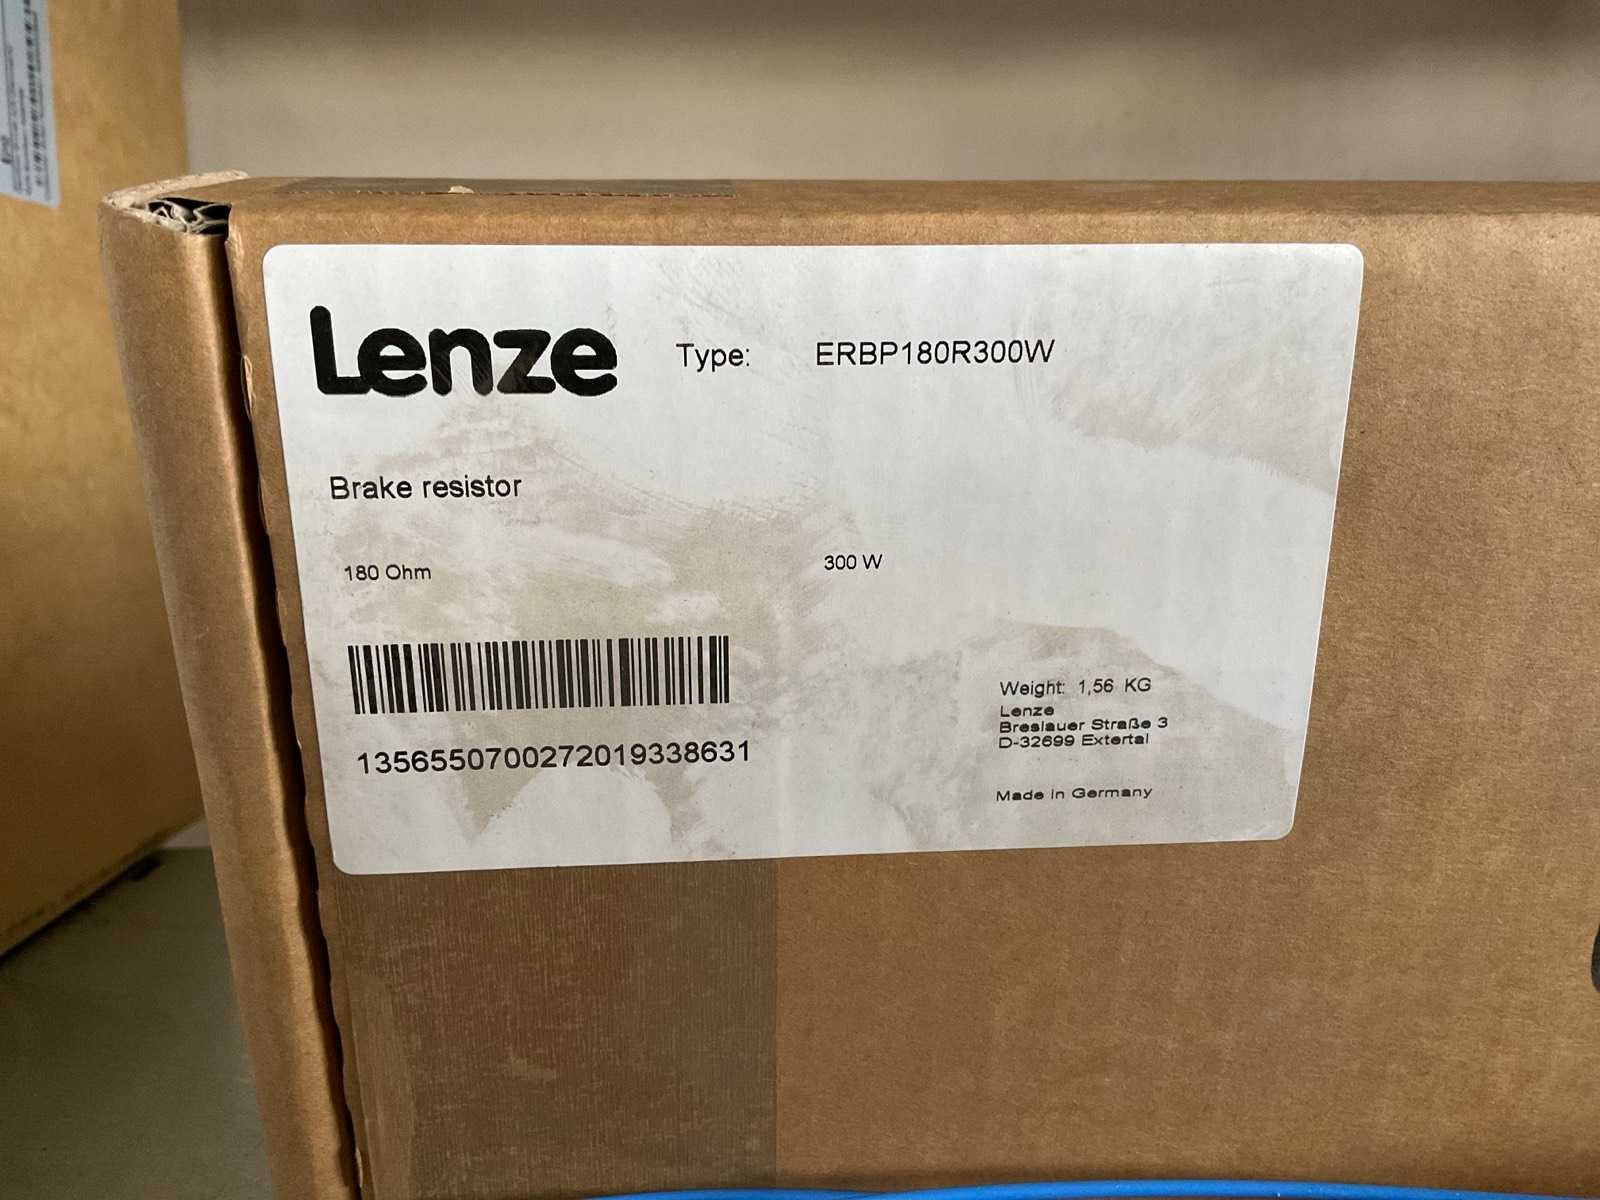 Lenze
Type: ERBP180R300W
Brake resistor
180 Ohm 300 W
13565507002720193386​31
Weight: 1,56 KG
Lenze
Breslauer Straße 3
D-32699 Extertal
Made in Germany